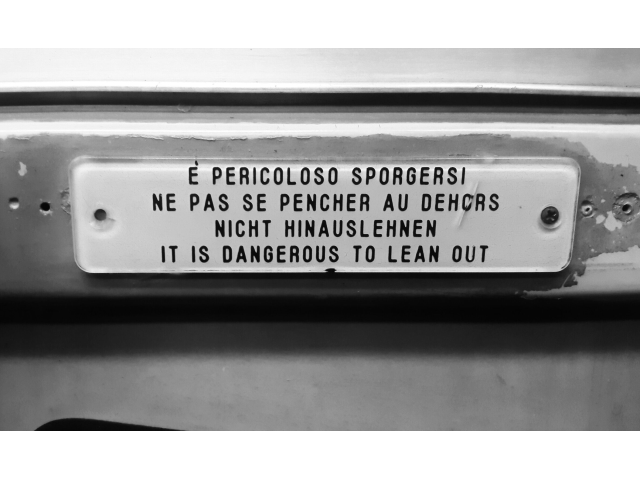 È PERICOLOSO SPORGERSI
NE PAS SE PENCHER AU DEHORS
NICHT HINAUSLEHNEN
IT IS DANGEROUS TO LEAN OUT